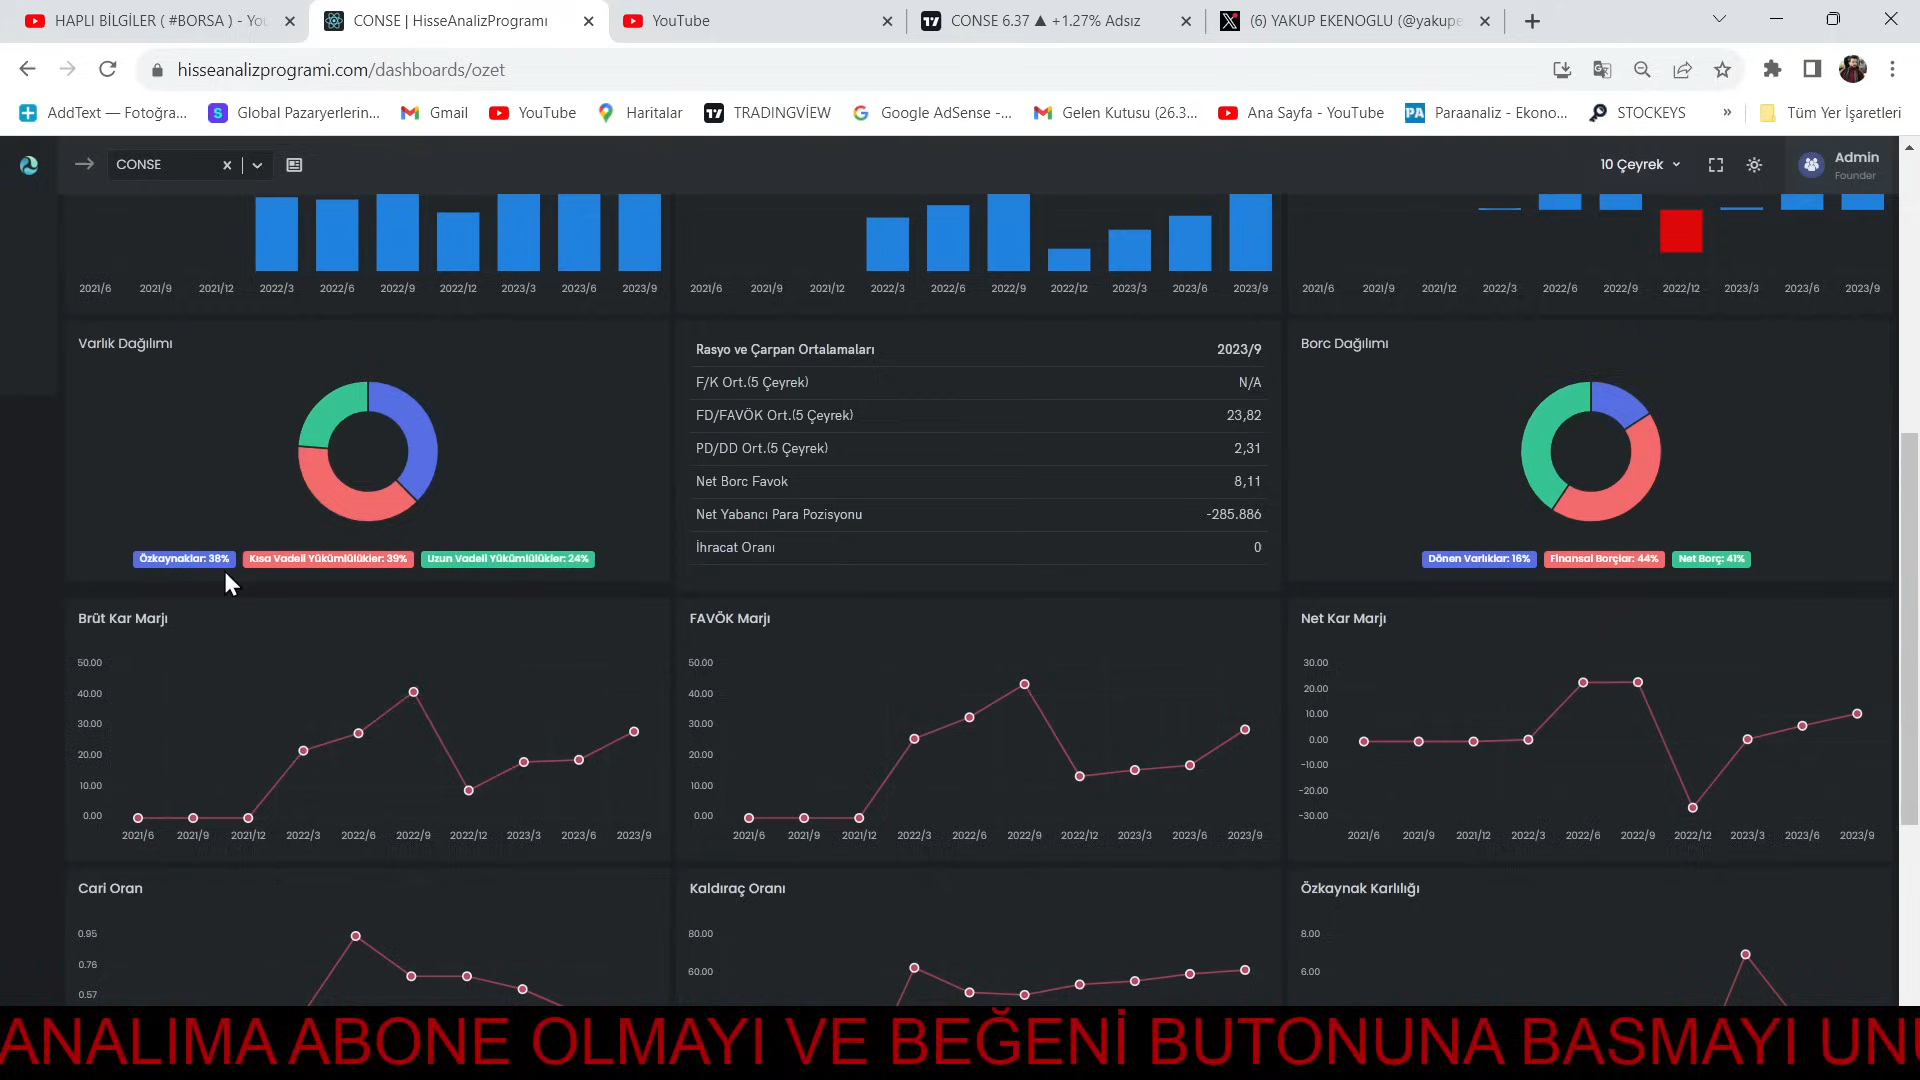 HAPLI BİLGİLER ( #BORSA ) - You
CONSE | HisseAnalizProgramı
YouTube
CONSE 6.37 ▲ +1.27% Adsız
(6) YAKUP EKENOGLU (@yakupe
hisseanalizprogrami.com/dashboards/ozet
AddText — Fotoğra...
Global Pazaryerlerin...
Gmail
YouTube
Haritalar
TRADINGVİEW
Google AdSense -...
Gelen Kutusu (26.3...
Ana Sayfa - YouTube
Paraanaliz - Ekono...
STOCKEYS
»
Tüm Yer İşaretleri
CONSE
10 Çeyrek
Admin
Founder
2021/6 2021/9 2021/12 2022/3 2022/6 2022/9 2022/12 2023/3 2023/6 2023/9
2021/6 2021/9 2021/12 2022/3 2022/6 2022/9 2022/12 2023/3 2023/6 2023/9
2021/6 2021/9 2021/12 2022/3 2022/6 2022/9 2022/12 2023/3 2023/6 2023/9
Varlık Dağılımı
Özkaynaklar: 38% Kısa Vadeli Yükümlülükler: 39% Uzun Vadeli Yükümlülükler: 24%
Rasyo ve Çarpan Ortalamaları 2023/9
F/K Ort.(5 Çeyrek) N/A
FD/FAVÖK Ort.(5 Çeyrek) 23,82
PD/DD Ort.(5 Çeyrek) 2,31
Net Borc Favok 8,11
Net Yabancı Para Pozisyonu -285.886
İhracat Oranı 0
Borc Dağılımı
Dönen Varlıklar: 16% Finansal Borçlar: 44% Net Borç: 41%
Brüt Kar Marjı
50.00
40.00
30.00
20.00
10.00
0.00
2021/6 2021/9 2021/12 2022/3 2022/6 2022/9 2022/12 2023/3 2023/6 2023/9
FAVÖK Marjı
50.00
40.00
30.00
20.00
10.00
0.00
2021/6 2021/9 2021/12 2022/3 2022/6 2022/9 2022/12 2023/3 2023/6 2023/9
Net Kar Marjı
30.00
20.00
10.00
0.00
-10.00
-20.00
-30.00
2021/6 2021/9 2021/12 2022/3 2022/6 2022/9 2022/12 2023/3 2023/6 2023/9
Cari Oran
0.95
0.76
0.57
Kaldıraç Oranı
80.00
60.00
Özkaynak Karlılığı
8.00
6.00
ANALIMA ABONE OLMAYI VE BEĞENİ BUTONUNA BASMAYI UNU